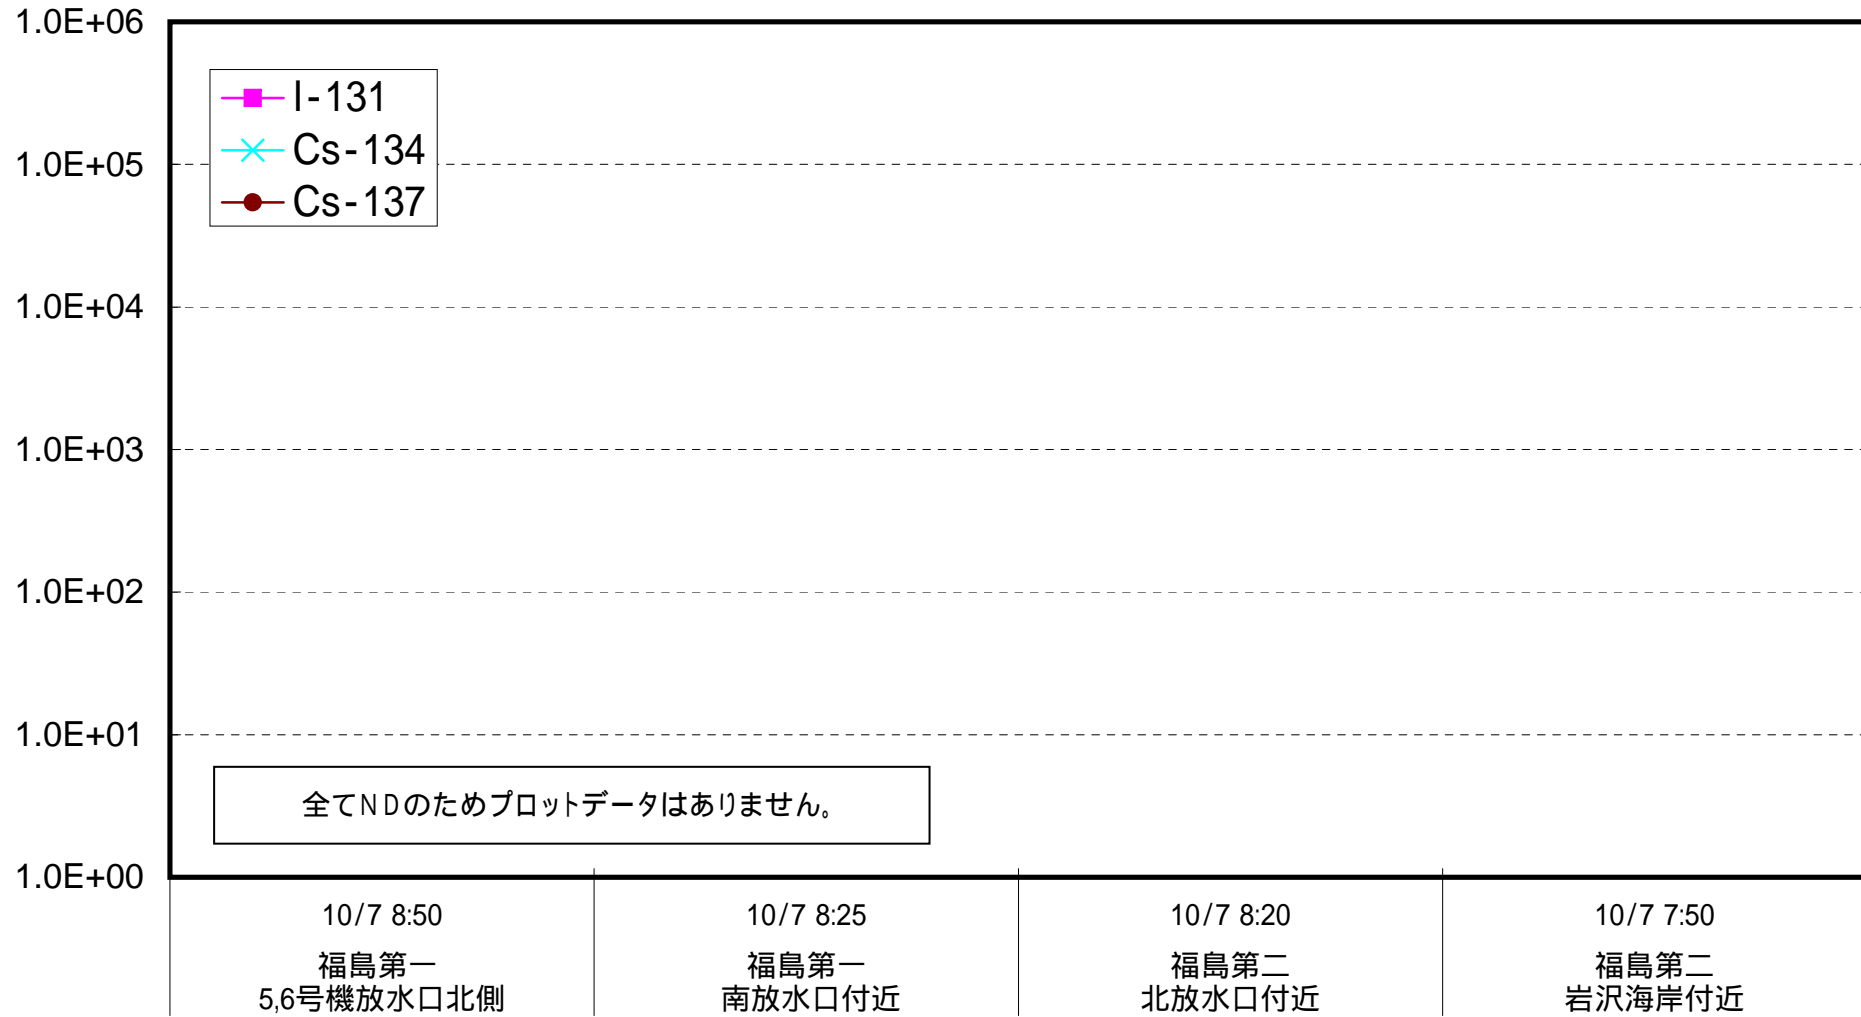 1.0E+06
1.0E+05
1.0E+04
1.0E+03
1.0E+02
1.0E+01
1.0E+00
I-131
Cs-134
Cs-137
全てNDのためプロットデータはありません。
10/7 8:50
福島第一
5,6号機放水口北側
10/7 8:25
福島第一
南放水口付近
10/7 8:20
福島第二
北放水口付近
10/7 7:50
福島第二
岩沢海岸付近